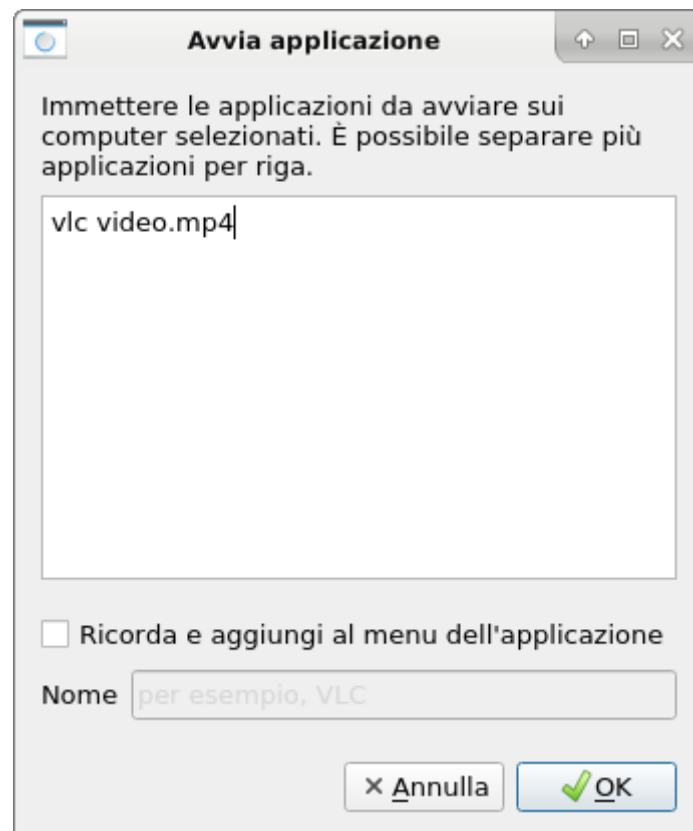 Avvia applicazione
Immettere le applicazioni da avviare sui
computer selezionati. È possibile separare più
applicazioni per riga.
vlc video.mp4
Ricorda e aggiungi al menu dell'applicazione
Nome per esempio, VLC
Annulla OK